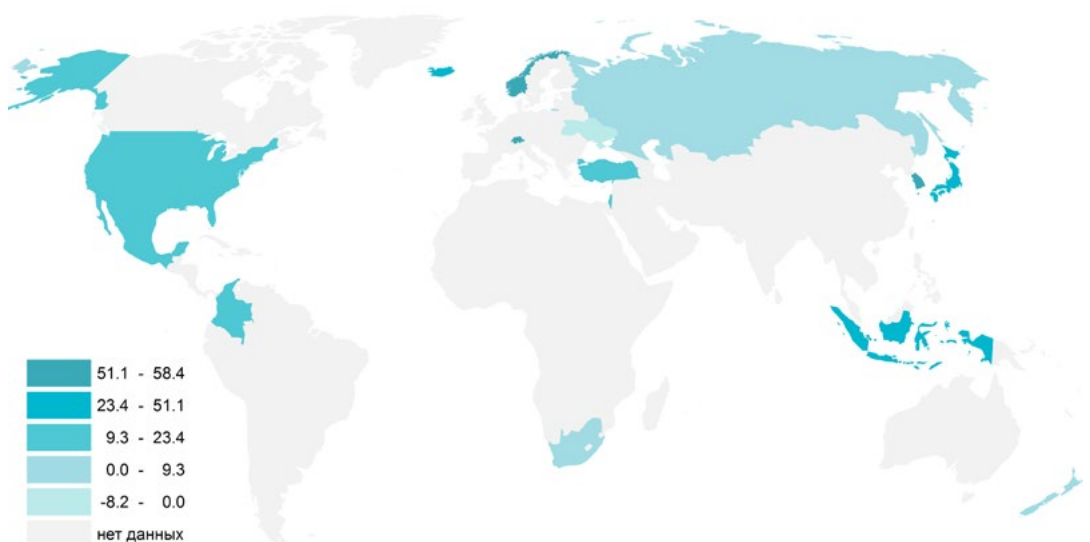 51.1 - 58.4
23.4 - 51.1
9.3 - 23.4
0.0 - 9.3
-8.2 - 0.0
нет данных